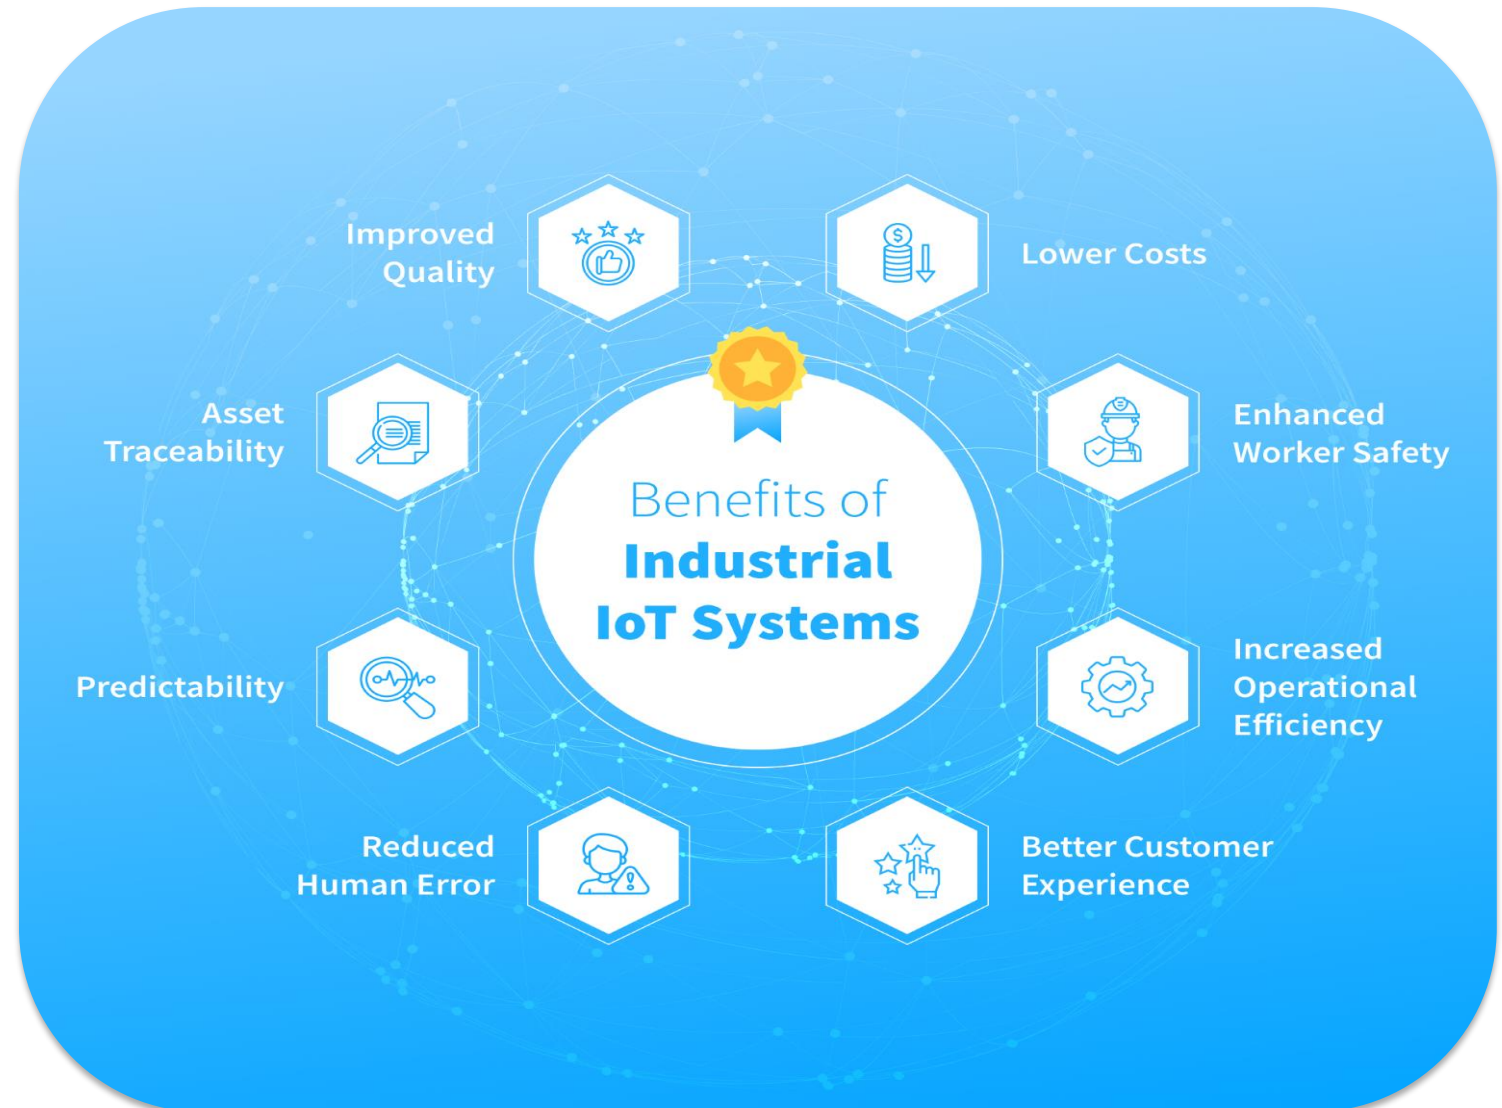 Improved
Quality
Lower Costs
Asset
Traceability
Enhanced
Worker Safety
Benefits of
Industrial
IoT Systems
Predictability
Increased
Operational
Efficiency
Reduced
Human Error
Better Customer
Experience